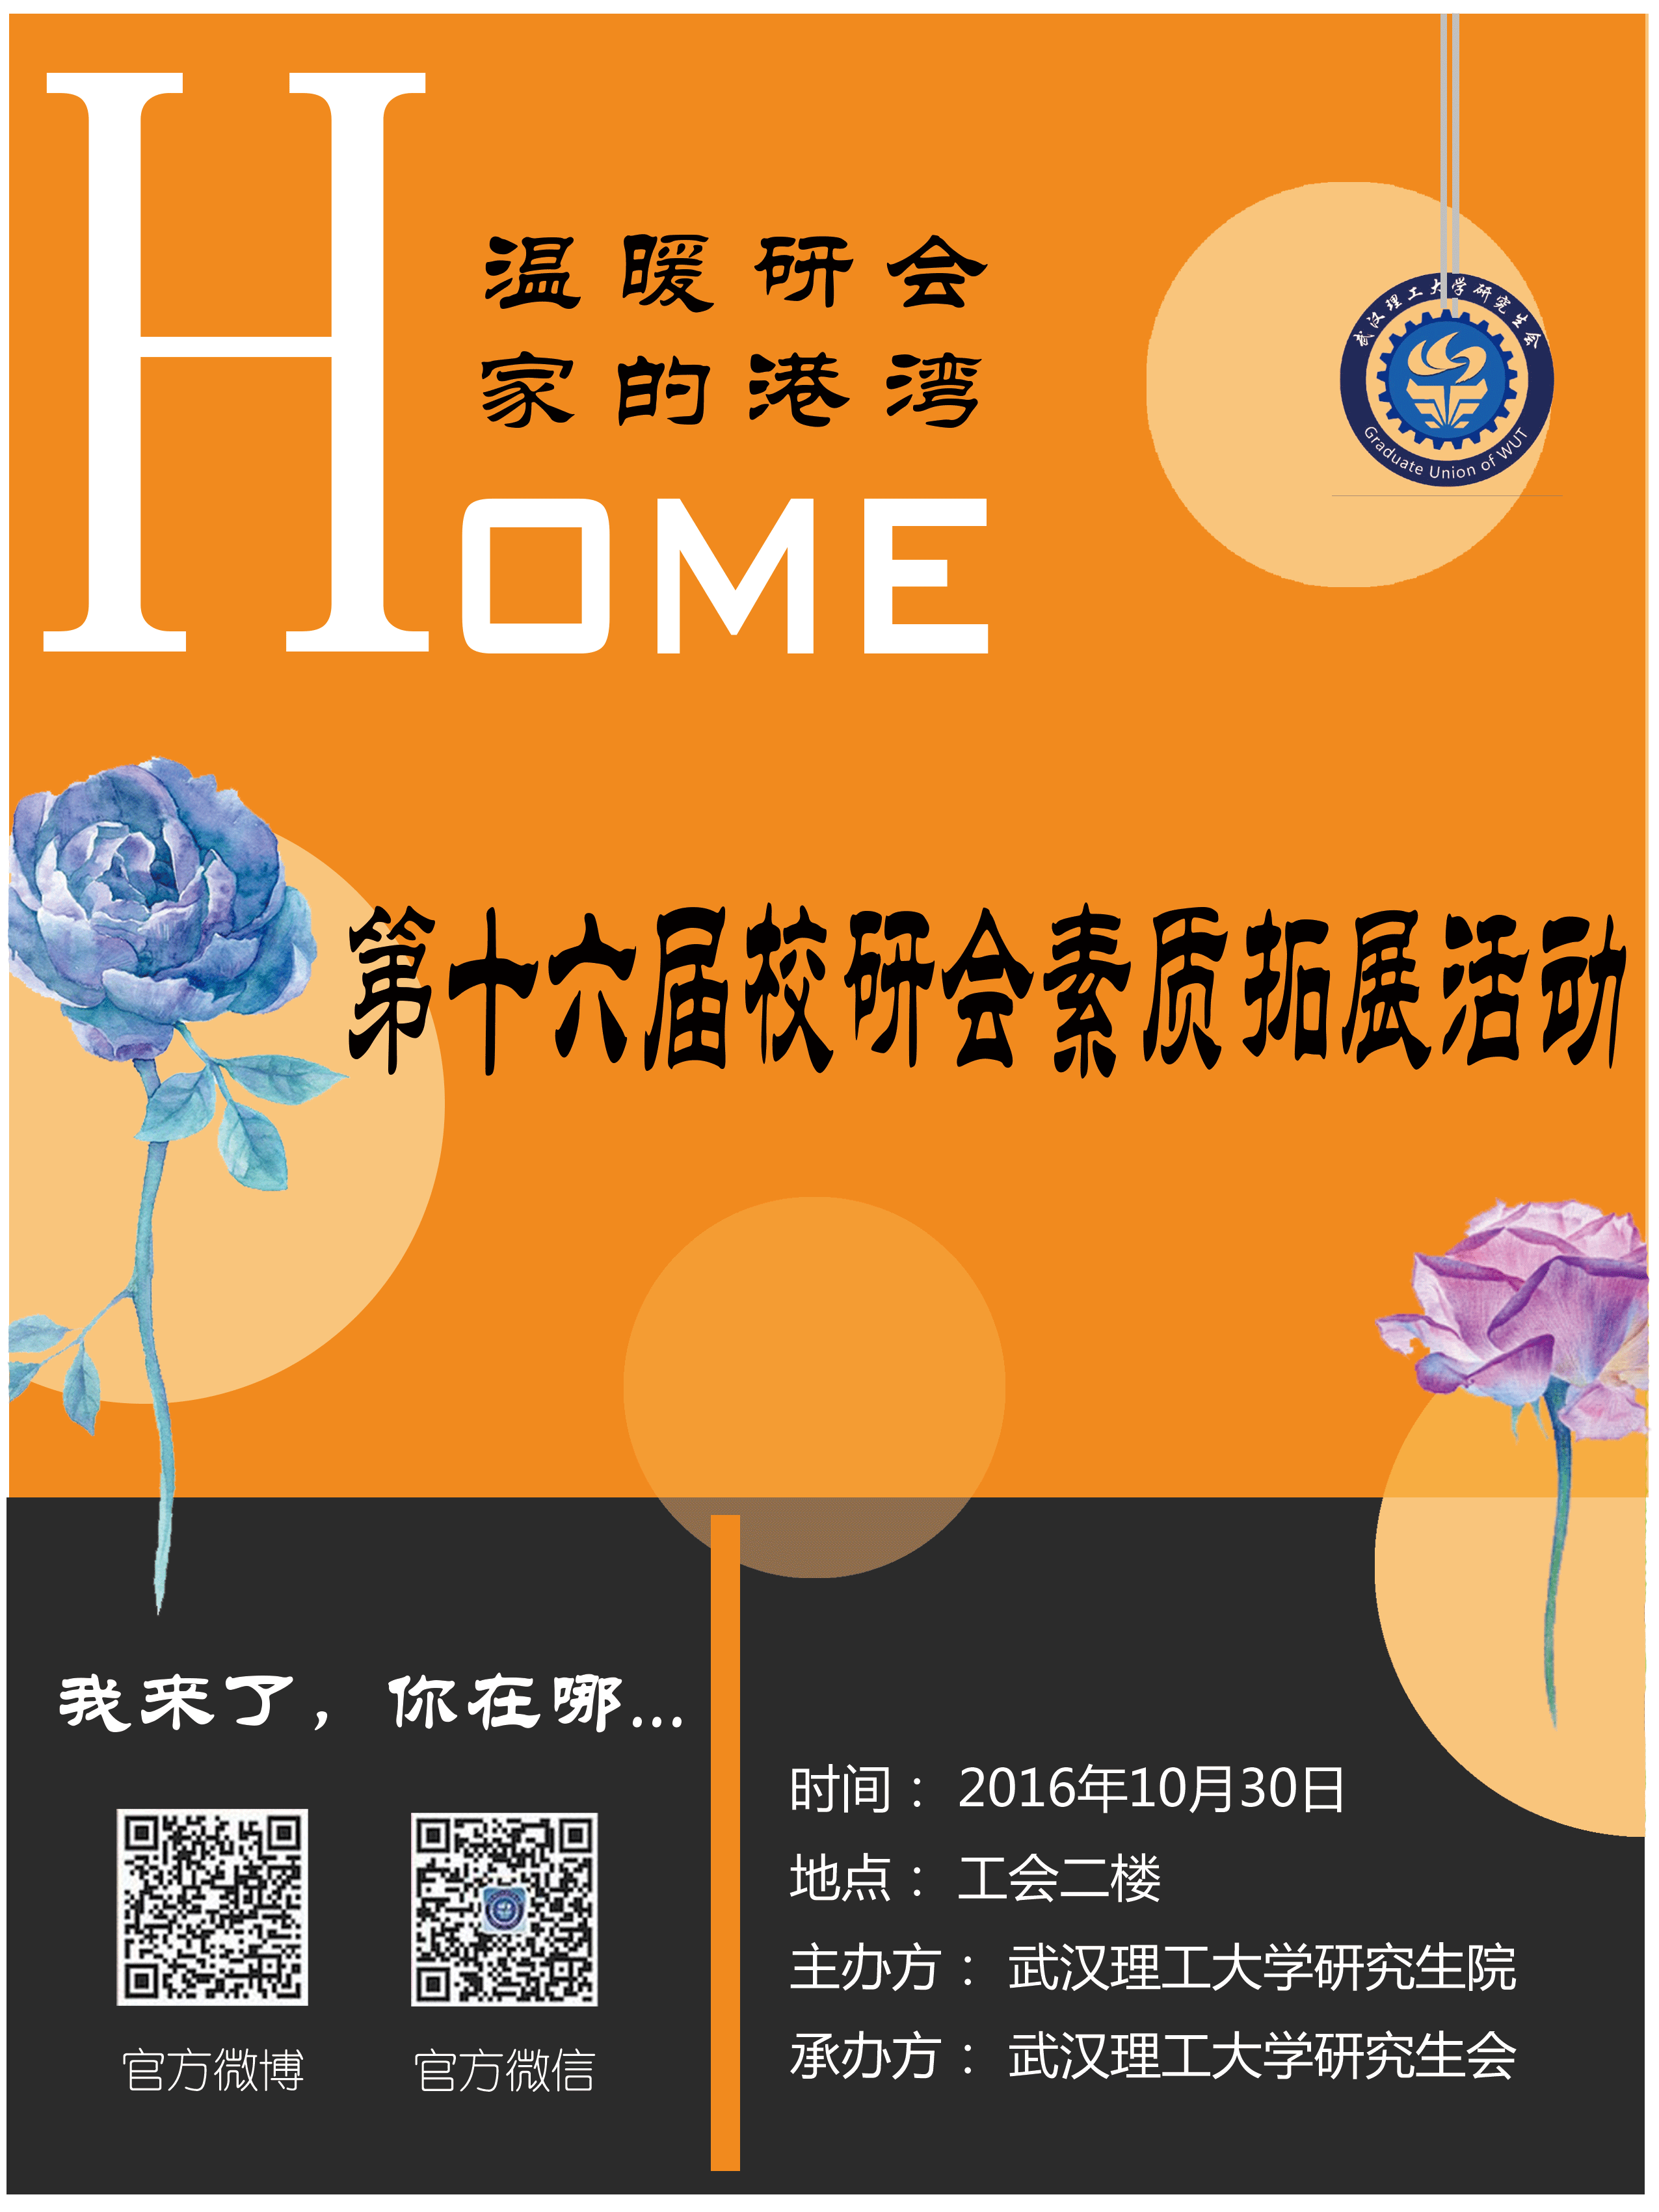 温暖研会
家的港湾
HOME
武汉理工大学研究生会
Graduate Union of WUT
第十六届校研会素质拓展活动
我来了，你在哪...
官方微博
官方微信
时间：2016年10月30日
地点：工会二楼
主办方：武汉理工大学研究生院
承办方：武汉理工大学研究生会